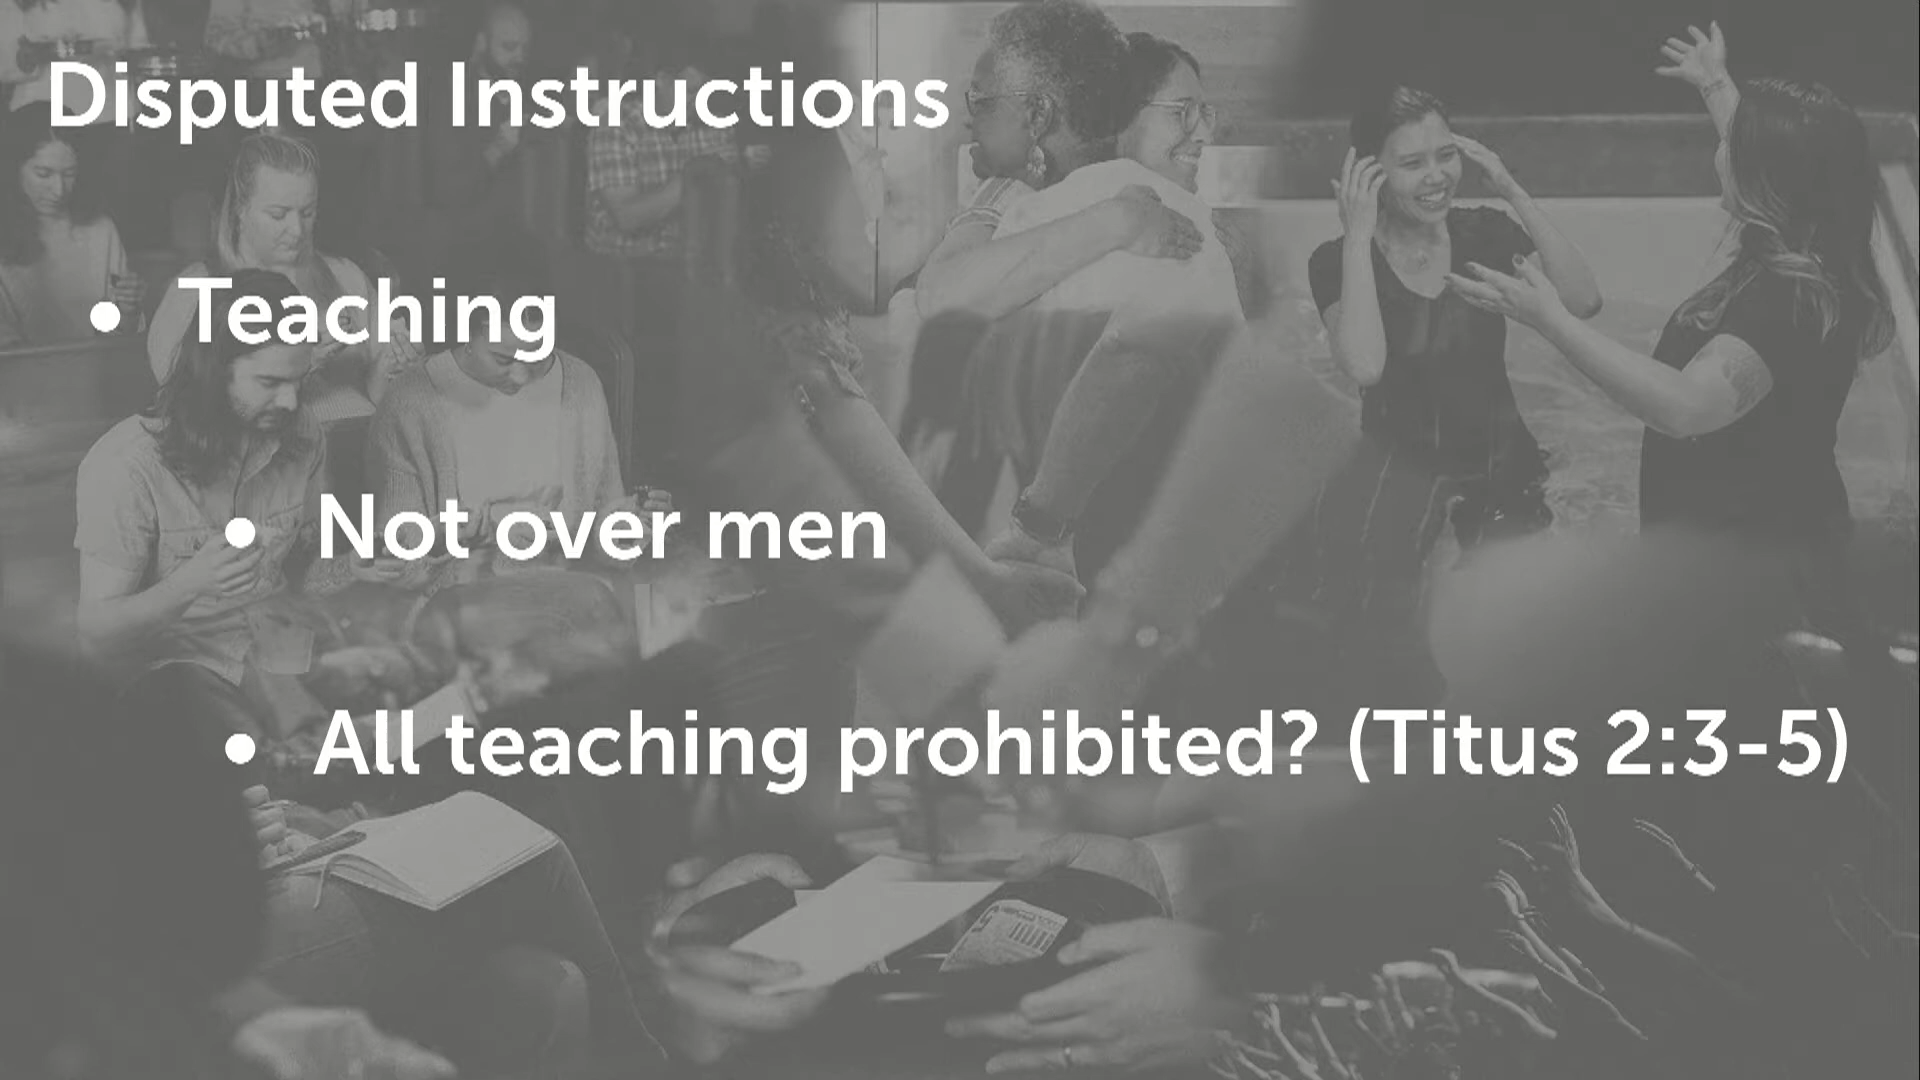 Disputed Instructions
• Teaching
• Not over men
• All teaching prohibited? (Titus 2:3-5)